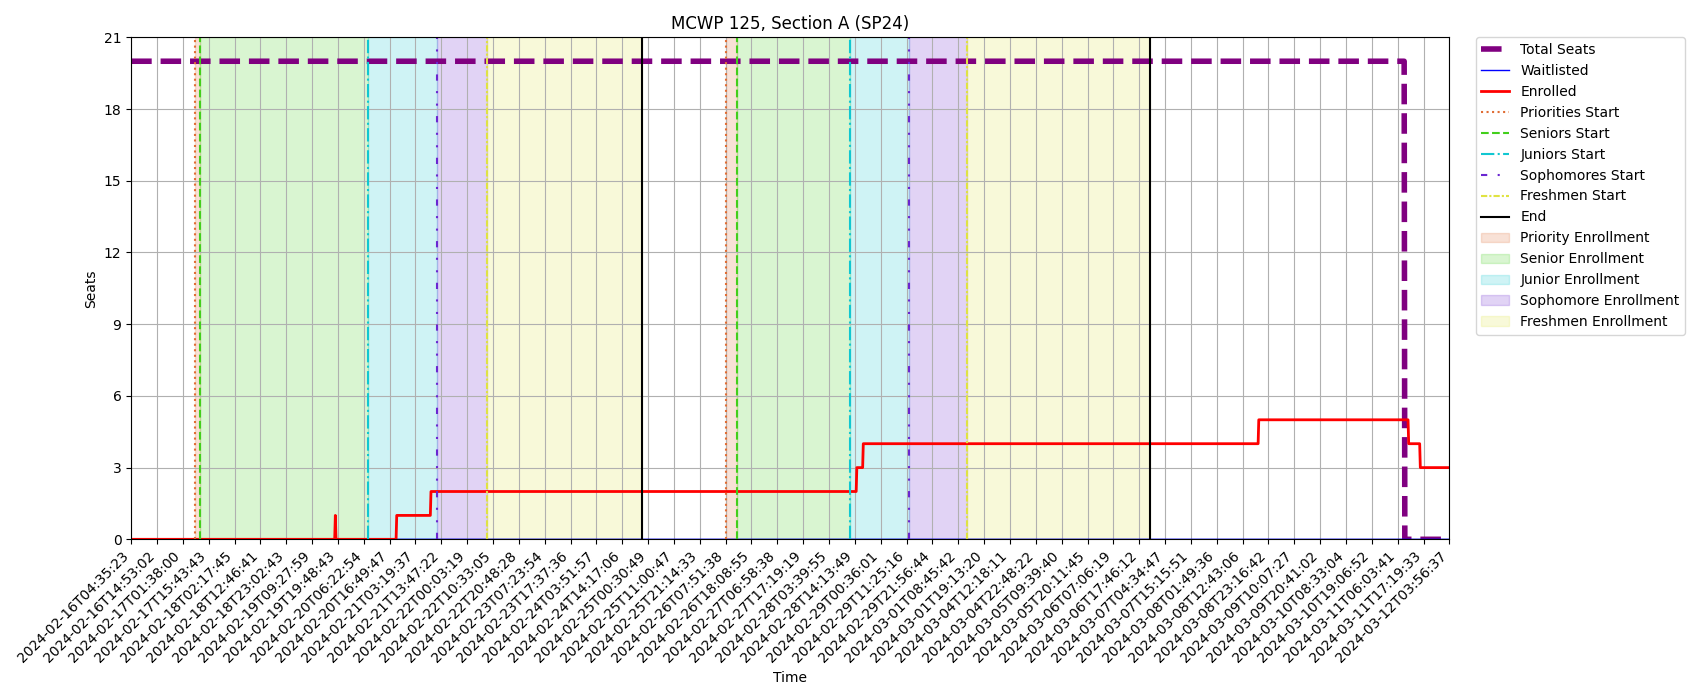 MCWP 125, Section A (SP24)
21
18
15
12
9
6
3
0
Seats
2024-02-16T04:35:23
2024-02-16T14:53:02
2024-02-17T01:38:00
2024-02-17T15:43:43
2024-02-18T02:17:45
2024-02-18T12:46:41
2024-02-18T23:02:43
2024-02-19T09:27:59
2024-02-19T19:48:43
2024-02-20T06:22:54
2024-02-20T16:49:47
2024-02-21T03:19:37
2024-02-21T13:47:22
2024-02-22T00:03:19
2024-02-22T10:33:05
2024-02-22T20:48:28
2024-02-23T07:23:54
2024-02-23T17:37:36
2024-02-24T03:51:57
2024-02-24T14:17:06
2024-02-25T00:30:49
2024-02-25T11:00:47
2024-02-25T21:14:33
2024-02-26T07:51:38
2024-02-26T18:08:55
2024-02-27T06:58:38
2024-02-27T17:19:19
2024-02-28T03:39:55
2024-02-28T14:13:49
2024-02-29T00:36:01
2024-02-29T11:25:16
2024-02-29T21:56:44
2024-03-01T08:45:42
2024-03-01T19:13:20
2024-03-04T12:18:11
2024-03-04T22:48:22
2024-03-05T09:39:40
2024-03-05T20:11:45
2024-03-06T07:06:19
2024-03-06T17:46:12
2024-03-07T04:34:47
2024-03-07T15:15:51
2024-03-08T01:49:36
2024-03-08T12:43:06
2024-03-08T23:16:42
2024-03-09T10:07:27
2024-03-09T20:41:02
2024-03-10T08:33:04
2024-03-10T19:06:52
2024-03-11T06:03:41
2024-03-11T17:19:33
2024-03-12T03:56:37
Time
Total Seats
Waitlisted
Enrolled
Priorities Start
Seniors Start
Juniors Start
Sophomores Start
Freshmen Start
End
Priority Enrollment
Senior Enrollment
Junior Enrollment
Sophomore Enrollment
Freshmen Enrollment